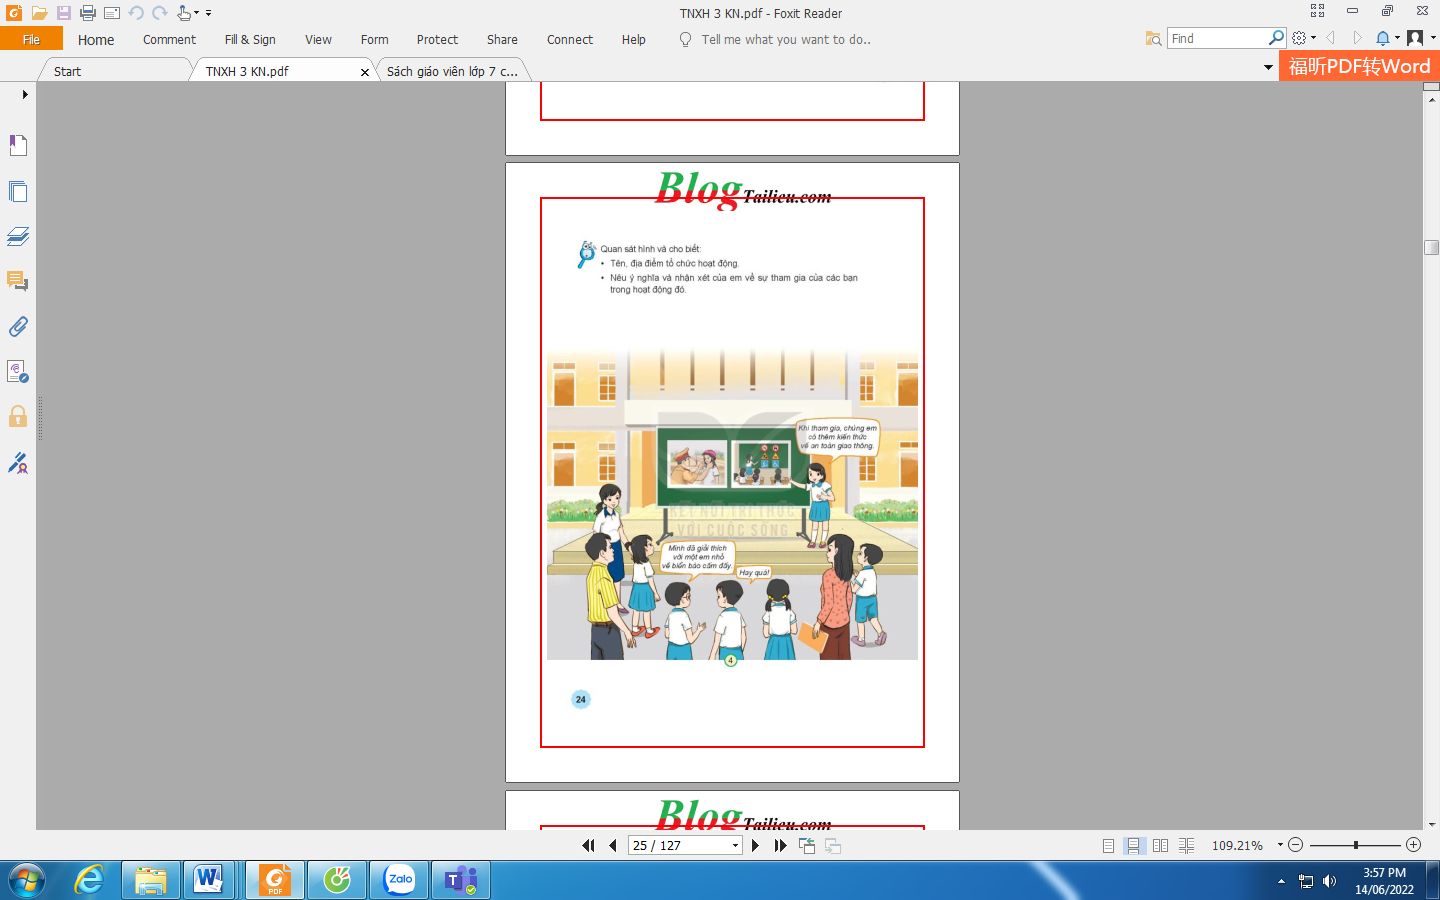 TNXH 3 KN.pdf - Foxit Reader
File Home Comment Fill & Sign View Form Protect Share Connect Help Tell me what you want to do.. Find
Start TNXH 3 KN.pdf Sách giáo viên lớp 7 c...
福昕PDF转Word
Blog Tailieu.com
Quan sát hình và cho biết:
• Tên, địa điểm tổ chức hoạt động.
• Nêu ý nghĩa và nhận xét của em về sự tham gia của các bạn
trong hoạt động đó.
Khi tham gia, chúng em
có thêm kiến thức
về an toàn giao thông.
KẾT NỐI TRI THỨC
VỚI CUỘC SỐNG
Mình đã giải thích
với một em nhỏ
về biển báo cấm đấy.
Hay quá!
4
24
Blog Tailieu.com
25 / 127
109.21%
PDF
Zalo
3:57 PM
14/06/2022